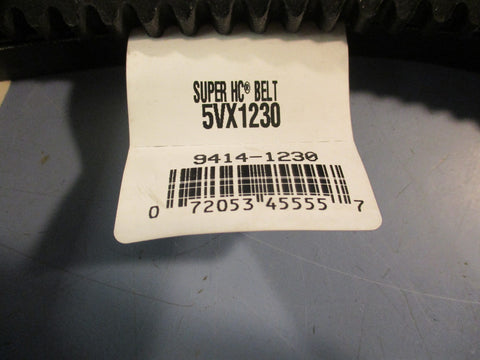 SUPER HC® BELT
5VX1230
9414-1230
0 72053 45555 7